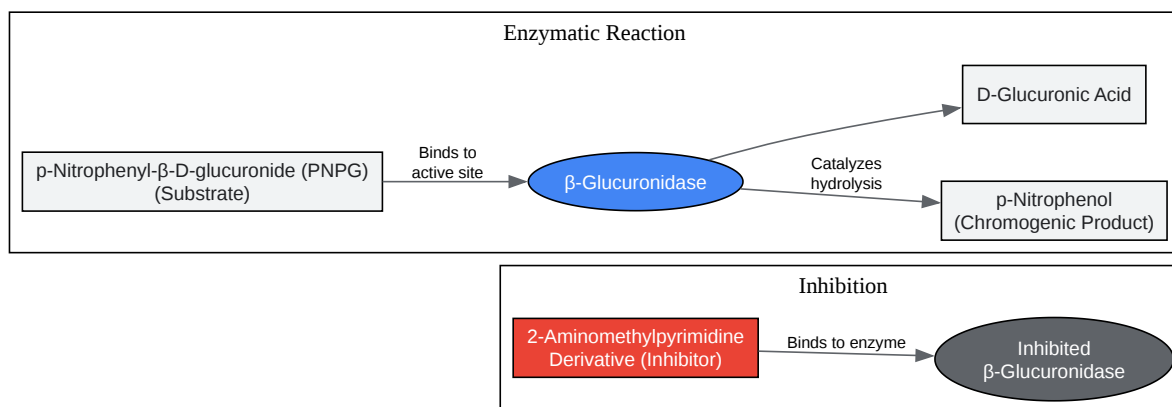 Enzymatic Reaction
p-Nitrophenyl-β-D-glucuronide (PNPG)
(Substrate)
Binds to
active site
β-Glucuronidase
D-Glucuronic Acid
Catalyzes
hydrolysis
p-Nitrophenol
(Chromogenic Product)
Inhibition
2-Aminomethylpyrimidine
Derivative (Inhibitor)
Binds to enzyme
Inhibited
β-Glucuronidase